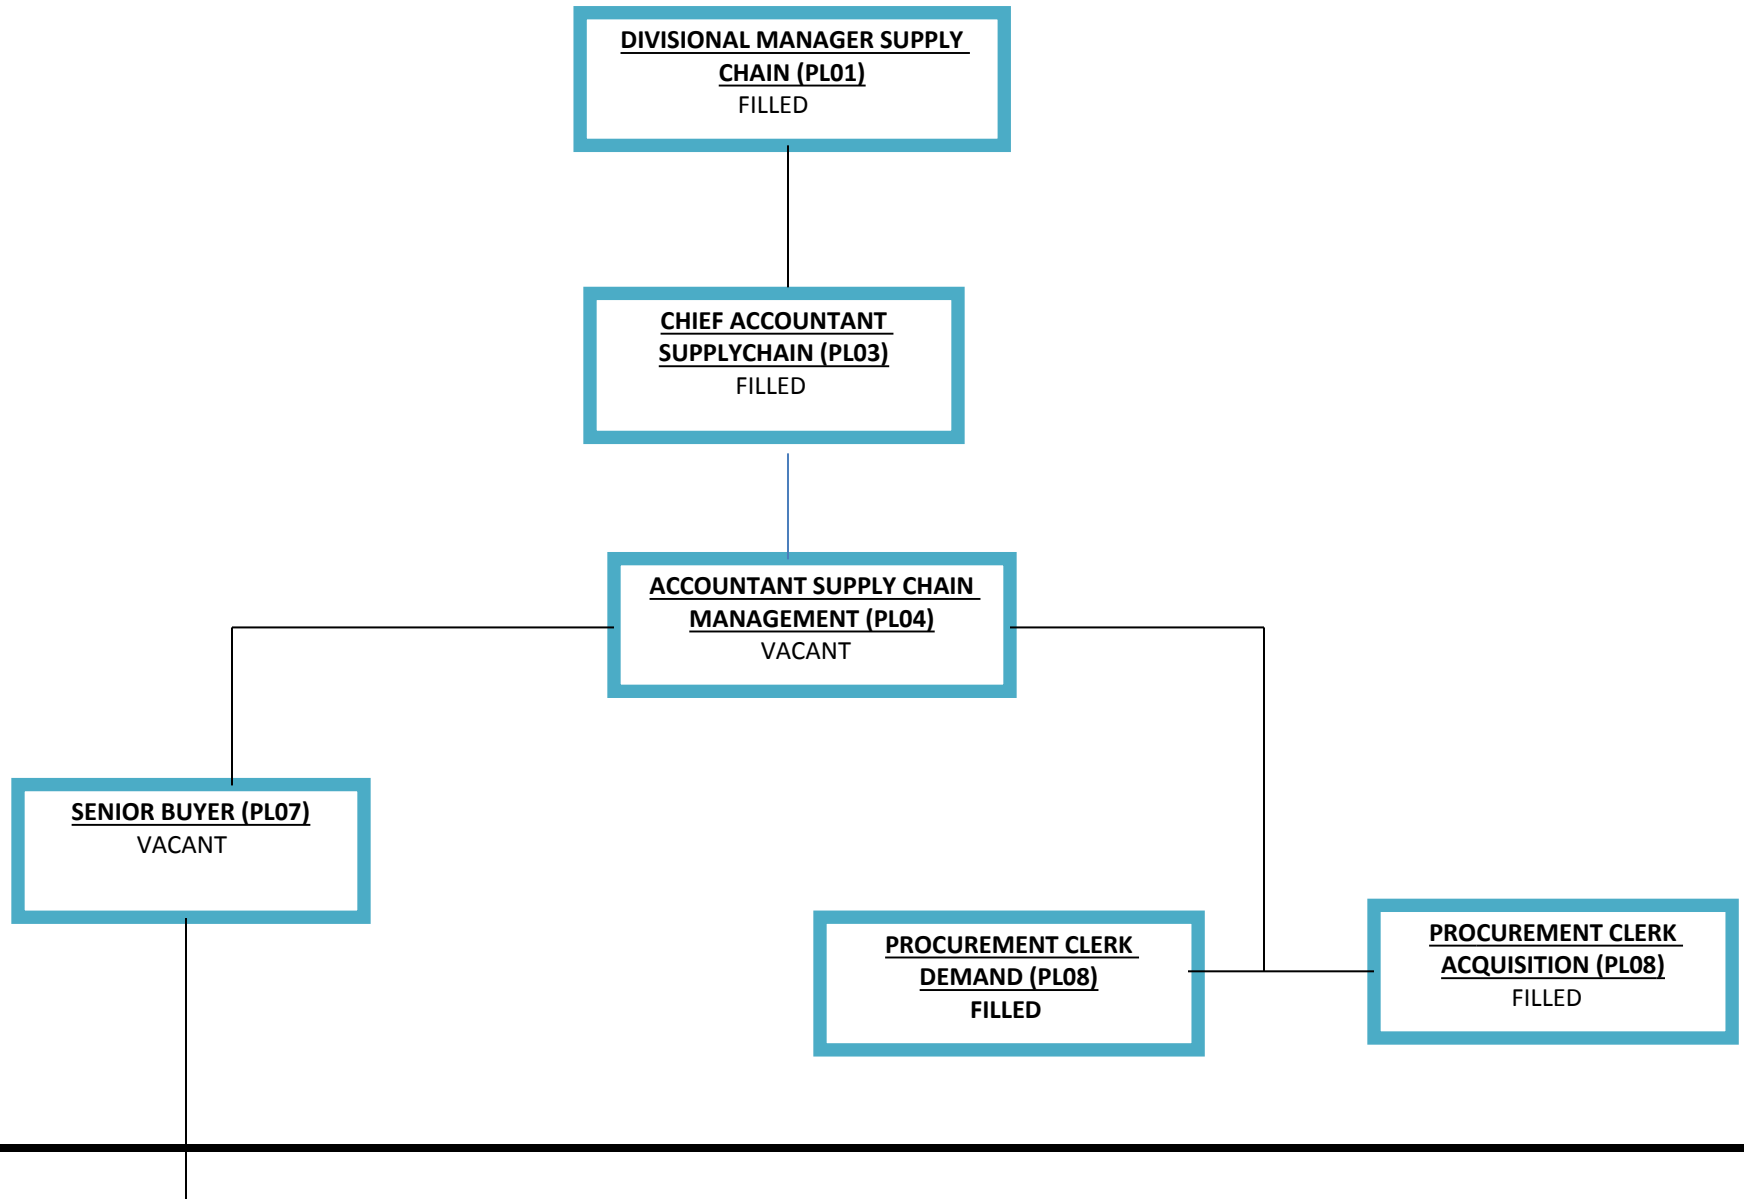 DIVISIONAL MANAGER SUPPLY
CHAIN (PL01)
FILLED
CHIEF ACCOUNTANT
SUPPLYCHAIN (PL03)
FILLED
ACCOUNTANT SUPPLY CHAIN
MANAGEMENT (PL04)
VACANT
SENIOR BUYER (PL07)
VACANT
PROCUREMENT CLERK
DEMAND (PL08)
FILLED
PROCUREMENT CLERK
ACQUISITION (PL08)
FILLED